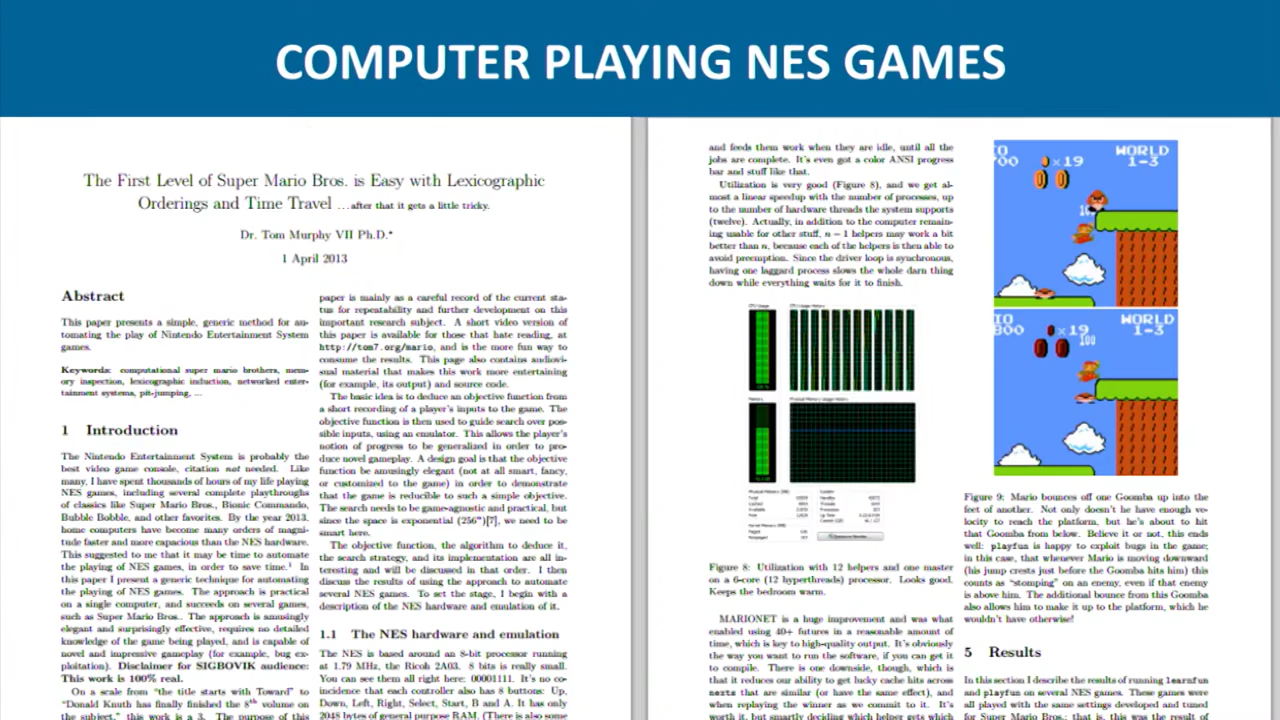 COMPUTER PLAYING NES GAMES
The First Level of Super Mario Bros. is Easy with Lexicographic
Orderings and Time Travel ...after that it gets a little tricky.
Dr. Tom Murphy VII Ph.D.*
1 April 2013
Abstract
This paper presents a simple, generic method for au-
tomating the play of Nintendo Entertainment System
games.
Keywords: computational super mario brothers, mem-
ory inspection, lexicographic induction, networked enter-
tainment systems, pit-jumping, ...
1 Introduction
The Nintendo Entertainment System is probably the
best video game console, citation not needed. Like
many, I have spent thousands of hours of my life playing
NES games, including several complete playthroughs
of classics like Super Mario Bros., Bionic Commando,
Bubble Bobble, and other favorites. By the year 2013,
home computers have become many orders of magni-
tude faster and more capacious than the NES hardware.
This suggested to me that it may be time to automate
the playing of NES games, in order to save time.1 In
this paper I present a generic technique for automating
the playing of NES games. The approach is practical
on a single computer, and succeeds on several games,
such as Super Mario Bros.. The approach is amusingly
elegant and surprisingly effective, requires no detailed
knowledge of the game being played, and is capable of
novel and impressive gameplay (for example, bug ex-
ploitation). Disclaimer for SIGBOVIK audience:
This work is 100% real.
On a scale from "the title starts with Toward" to
"Donald Knuth has finally finished the 8th volume on
the subject," this work is a 3. The purpose of this
paper is mainly as a careful record of the current sta-
tus for repeatability and further development on this
important research subject. A short video version of
this paper is available for those that hate reading, at
http://tom7.org/mario, and is the more fun way to
consume the results. This page also contains audiovi-
sual material that makes this work more entertaining
(for example, its output) and source code.
The basic idea is to deduce an objective function from
a short recording of a player's inputs to the game. The
objective function is then used to guide search over pos-
sible inputs, using an emulator. This allows the player's
notion of progress to be generalized in order to pro-
duce novel gameplay. A design goal is that the objective
function be amusingly elegant (not at all smart, fancy,
or customized to the game) in order to demonstrate
that the game is reducible to such a simple objective.
The search needs to be game-agnostic and practical, but
since the space is exponential (256ⁿ)[7], we need to be
smart here.
The objective function, the algorithm to deduce it,
the search strategy, and its implementation are all in-
teresting and will be discussed in that order. I then
discuss the results of using the approach to automate
several NES games. To set the stage, I begin with a
description of the NES hardware and emulation of it.
1.1 The NES hardware and emulation
The NES is based around an 8-bit processor running
at 1.79 MHz, the Ricoh 2A03. 8 bits is really small.
You can see them all right here: 00001111. It's no co-
incidence that each controller also has 8 buttons: Up,
Down, Left, Right, Select, Start, B and A. It has only
2048 bytes of general purpose RAM. (There is also some
and feeds them work when they are idle, until all the
jobs are complete. It's even got a color ANSI progress
bar and stuff like that.
Utilization is very good (Figure 8), and we get al-
most a linear speedup with the number of processes, up
to the number of hardware threads the system supports
(twelve). Actually, in addition to the computer remain-
ing usable for other stuff, n − 1 helpers may work a bit
better than n, because each of the helpers is then able to
avoid preemption. Since the driver loop is synchronous,
having one laggard process slows the whole darn thing
down while everything waits for it to finish.
Figure 8: Utilization with 12 helpers and one master
on a 6-core (12 hyperthreads) processor. Looks good.
Keeps the bedroom warm.
MARIONET is a huge improvement and was what
enabled using 40+ futures in a reasonable amount of
time, which is key to high-quality output. It's obviously
the way you want to run the software, if you can get it
to compile. There is one downside, though, which is
that it reduces our ability to get lucky cache hits across
nexts that are similar (or have the same effect), and
when replaying the winner as we commit to it. It's
worth it, but smartly deciding which helper gets which
IO
700
×19
WORLD
1-3
IO
800
×19
WORLD
1-3
100
Figure 9: Mario bounces off one Goomba up into the
feet of another. Not only doesn't he have enough ve-
locity to reach the platform, but he's about to hit
that Goomba from below. Believe it or not, this ends
well: playfun is happy to exploit bugs in the game;
in this case, that whenever Mario is moving downward
(his jump crests just before the Goomba hits him) this
counts as "stomping" on an enemy, even if that enemy
is above him. The additional bounce from this Goomba
also allows him to make it up to the platform, which he
wouldn't have otherwise!
5 Results
In this section I describe the results of running learnfun
and playfun on several NES games. These games were
all played with the same settings developed and tuned
for Super Mario Bros.; that is, this was the result of